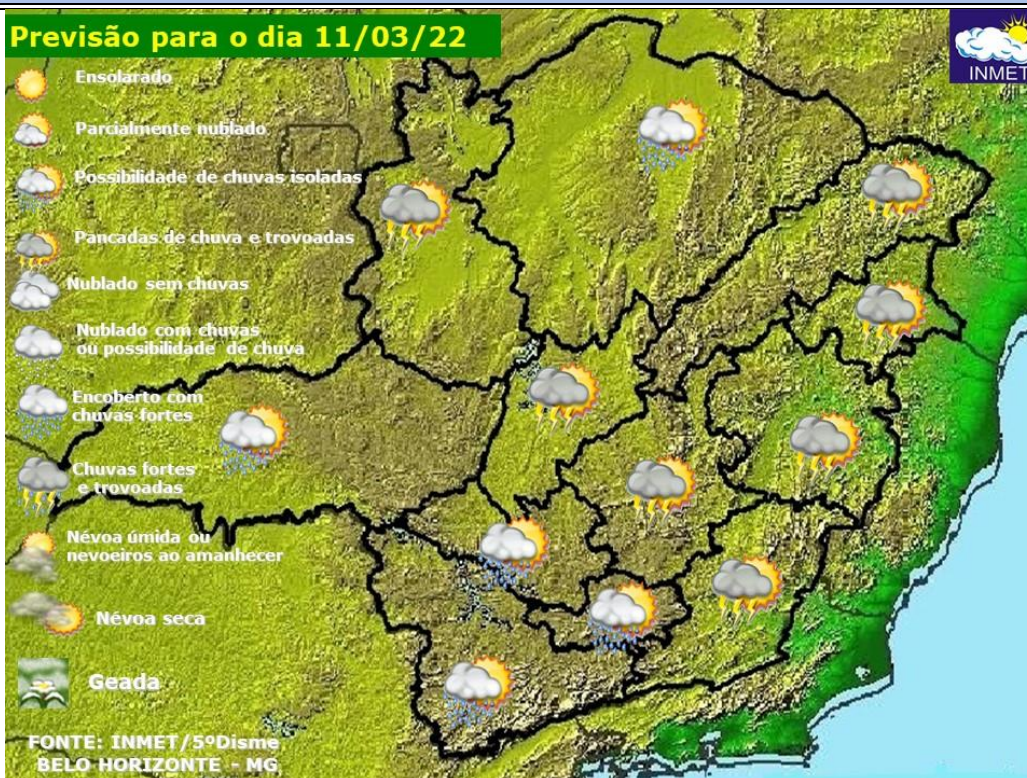 Previsão para o dia 11/03/22
INMET
Ensolarado
Parcialmente nublado
Possibilidade de chuvas isoladas
Pancadas de chuva e trovoadas
Nublado sem chuvas
Nublado com chuvas
ou possibilidade de chuva
Encoberto com
chuvas fortes
Chuvas fortes
e trovoadas
Névoa úmida ou
nevoeiros ao amanhecer
Névoa seca
Geada
FONTE: INMET/5ºDisme
BELO HORIZONTE - MG